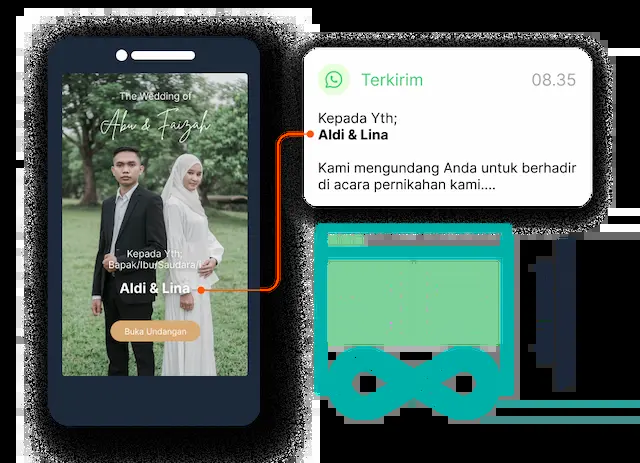 The Wedding of
Abu & Faizah
Kepada Yth;
Bapak/Ibu/Saudara/i
Aldi & Lina
Buka Undangan
Terkirim
08.35
Kepada Yth;
Aldi & Lina
Kami mengundang Anda untuk berhadir
di acara pernikahan kami....